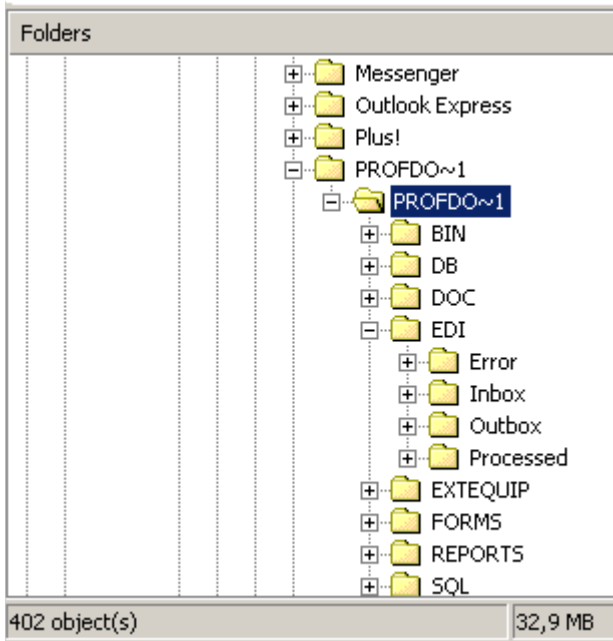 Folders
Messenger
Outlook Express
Plus!
PROFDO~1
PROFDO~1
BIN
DB
DOC
EDI
Error
Inbox
Outbox
Processed
EXTEQUIP
FORMS
REPORTS
SQL
402 object(s) 32,9 MB